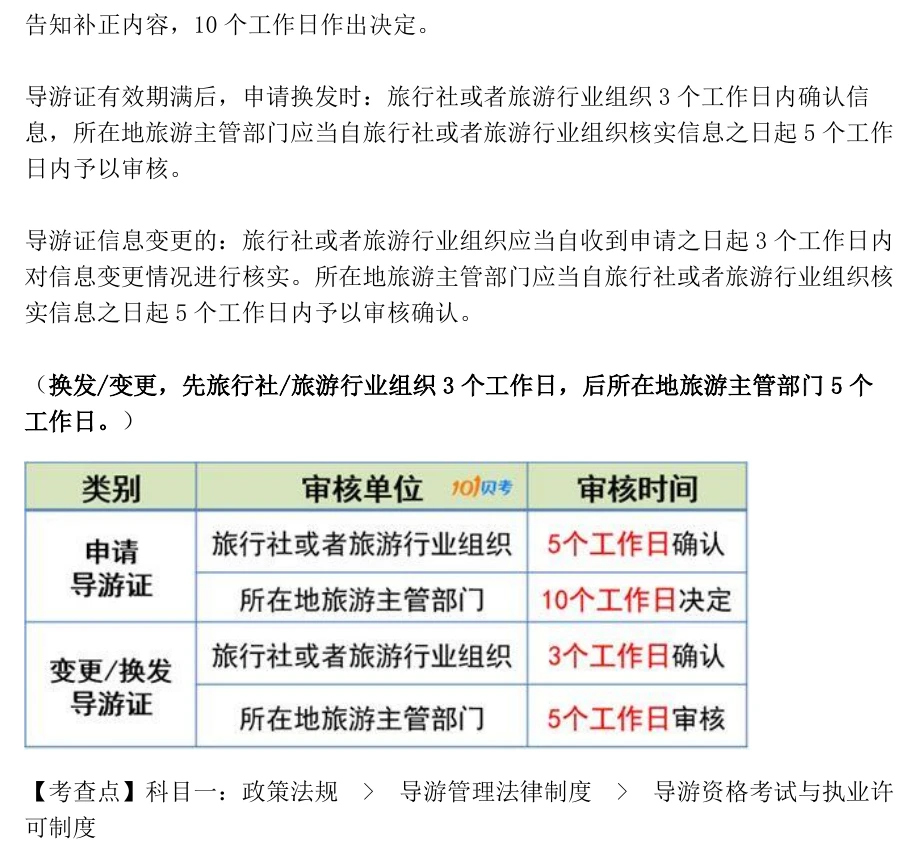 告知补正内容，10 个工作日作出决定。
导游证有效期满后，申请换发时：旅行社或者旅游行业组织 3 个工作日内确认信
息，所在地旅游主管部门应当自旅行社或者旅游行业组织核实信息之日起 5 个工作
日内予以审核。
导游证信息变更的：旅行社或者旅游行业组织应当自收到申请之日起 3 个工作日内
对信息变更情况进行核实。所在地旅游主管部门应当自旅行社或者旅游行业组织核
实信息之日起 5 个工作日内予以审核确认。
（换发/变更，先旅行社/旅游行业组织 3 个工作日，后所在地旅游主管部门 5 个
工作日。）
类别 审核单位 101贝考 审核时间
申请
导游证
旅行社或者旅游行业组织 5个工作日确认
所在地旅游主管部门 10个工作日决定
变更/换发
导游证
旅行社或者旅游行业组织 3个工作日确认
所在地旅游主管部门 5个工作日审核
【考查点】科目一：政策法规 > 导游管理法律制度 > 导游资格考试与执业许
可制度